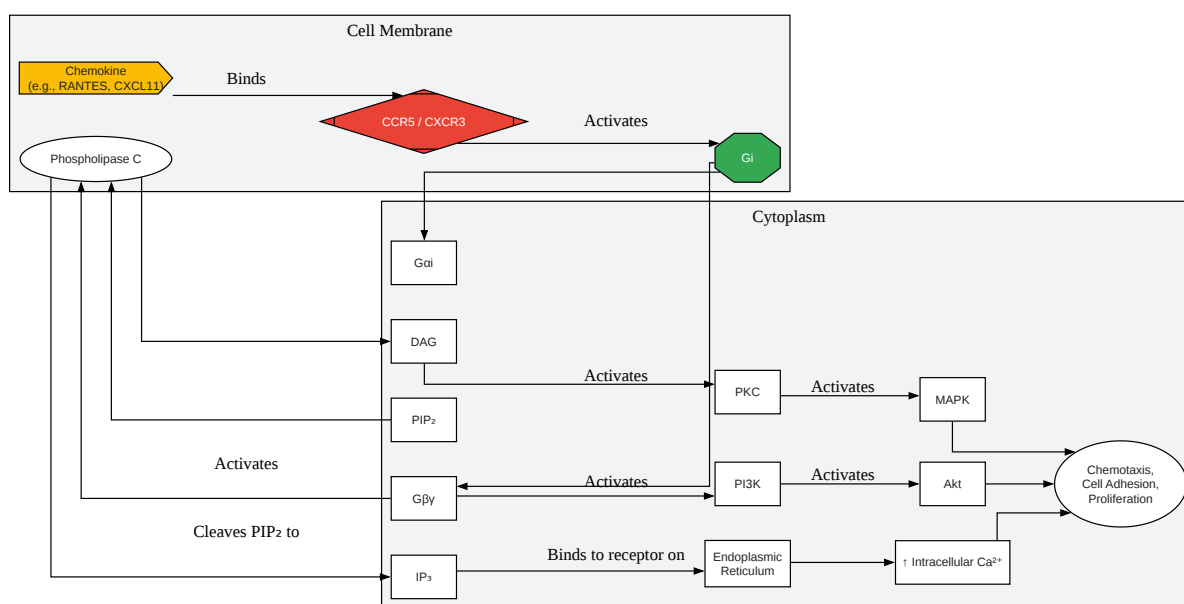 Cell Membrane
Chemokine
(e.g., RANTES, CXCL11)
Binds
CCR5 / CXCR3
Activates
Gi
Phospholipase C
Cytoplasm
Gαi
DAG
Activates
PKC
Activates
MAPK
PIP₂
Activates
Gβγ
Activates
PI3K
Activates
Akt
Chemotaxis,
Cell Adhesion,
Proliferation
Cleaves PIP₂ to
IP₃
Binds to receptor on
Endoplasmic
Reticulum
↑ Intracellular Ca²⁺